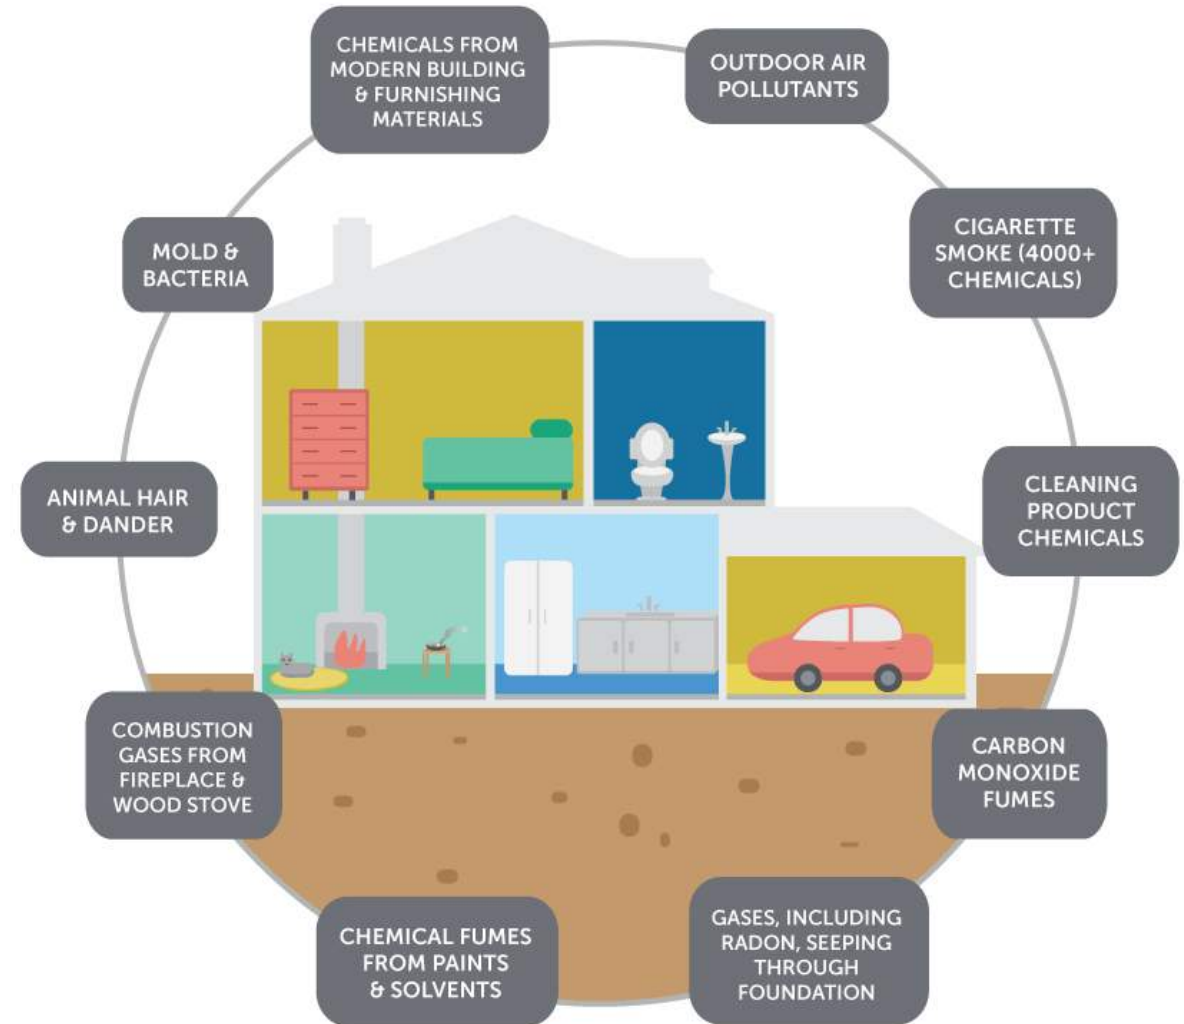 CHEMICALS FROM
MODERN BUILDING
& FURNISHING
MATERIALS
OUTDOOR AIR
POLLUTANTS
CIGARETTE
SMOKE (4000+
CHEMICALS)
MOLD &
BACTERIA
ANIMAL HAIR
& DANDER
CLEANING
PRODUCT
CHEMICALS
COMBUSTION
GASES FROM
FIREPLACE &
WOOD STOVE
CARBON
MONOXIDE
FUMES
CHEMICAL FUMES
FROM PAINTS
& SOLVENTS
GASES, INCLUDING
RADON, SEEPING
THROUGH
FOUNDATION